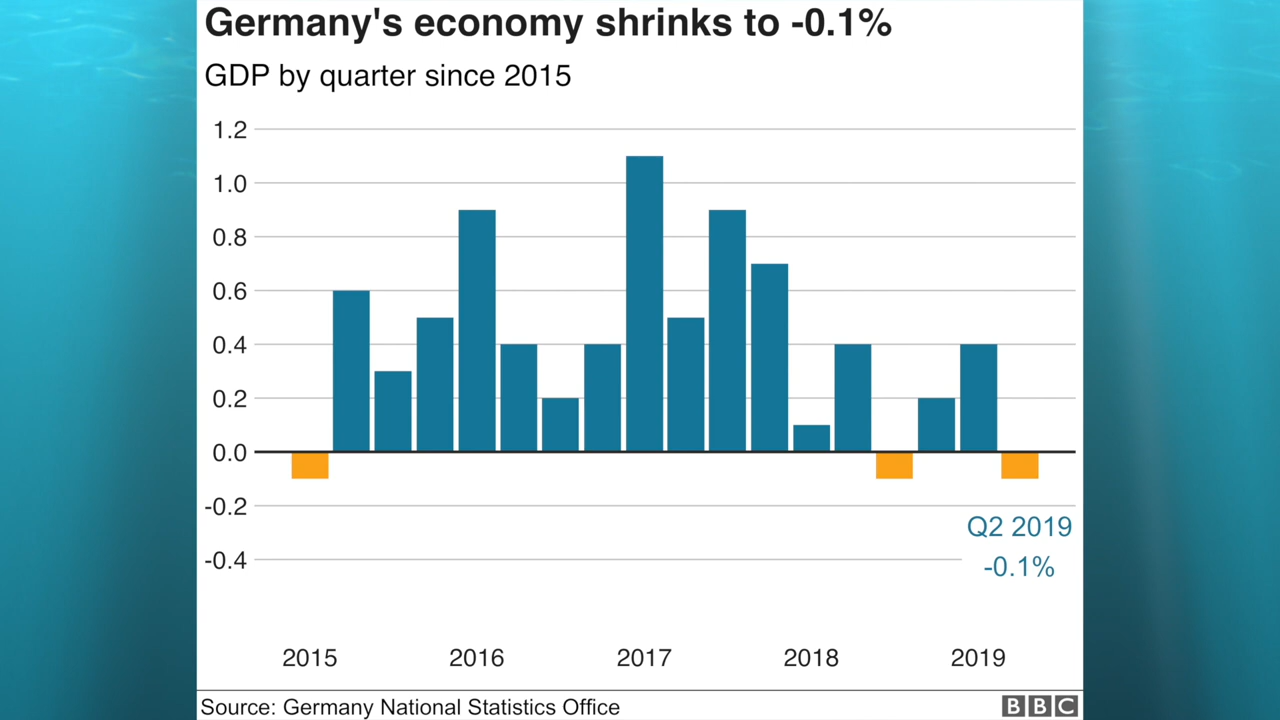 Germany's economy shrinks to -0.1%
GDP by quarter since 2015
1.2
1.0
0.8
0.6
0.4
0.2
0.0
-0.2
-0.4
Q2 2019
-0.1%
2015 2016 2017 2018 2019
Source: Germany National Statistics Office
BBC